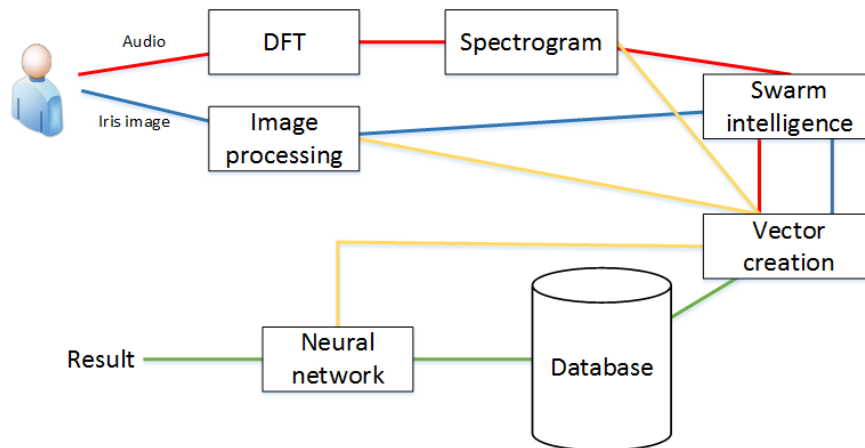 Audio
DFT
Spectrogram
Swarm
intelligence
Iris image
Image
processing
Vector
creation
Result
Neural
network
Database